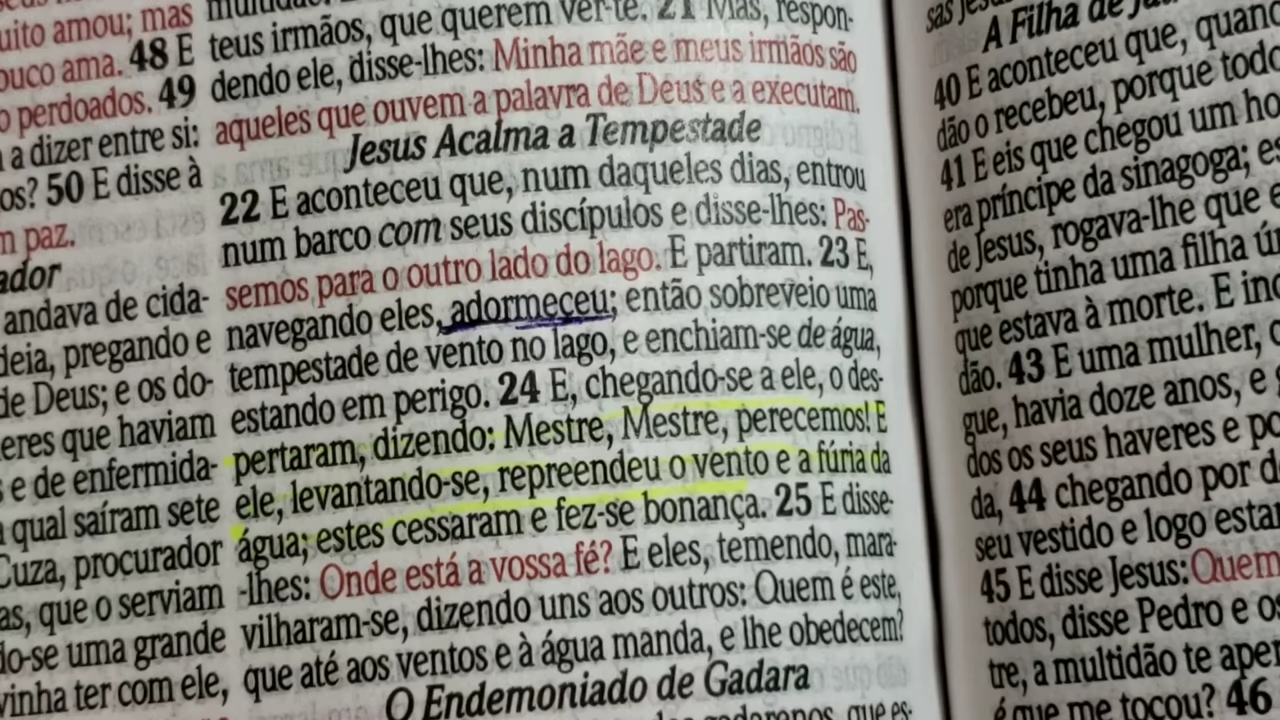 uito amou; mas
ouco ama. 48 E
o perdoados. 49
a dizer entre si:
os? 50 E disse à
m paz.
ador
andava de cida-
deia, pregando e
de Deus; e os do-
eres que haviam
s e de enfermida-
qual saíram sete
Cuza, procurador
as, que o serviam
do-se uma grande
vinha ter com ele,
teus irmãos, que querem ver-te. 21 Mas, respon-
dendo ele, disse-lhes: Minha mãe e meus irmãos são
aqueles que ouvem a palavra de Deus e a executam.
Jesus Acalma a Tempestade
22 E aconteceu que, num daqueles dias, entrou
num barco com seus discípulos e disse-lhes: Pas-
semos para o outro lado do lago. E partiram. 23 E,
navegando eles, adormeceu; então sobreveio uma
tempestade de vento no lago, e enchiam-se de água,
estando em perigo. 24 E, chegando-se a ele, o des-
pertaram, dizendo: Mestre, Mestre, perecemos! E
ele, levantando-se, repreendeu o vento e a fúria da
água; estes cessaram e fez-se bonança. 25 E disse-
-lhes: Onde está a vossa fé? E eles, temendo, mara-
vilharam-se, dizendo uns aos outros: Quem é este,
que até aos ventos e à água manda, e lhe obedecem?
O Endemoniado de Gadara
A Filha de
40 E aconteceu que, quand
dão o recebeu, porque todo
41 E eis que chegou um ho
era príncipe da sinagoga; es
de Jesus, rogava-lhe que e
porque tinha uma filha ún
que estava à morte. E ind
dão. 43 E uma mulher, c
gue, havia doze anos, e g
dos os seus haveres e po
da, 44 chegando por d
seu vestido e logo estan
45 E disse Jesus: Quem
todos, disse Pedro e os
tre, a multidão te aper
é que me tocou? 46